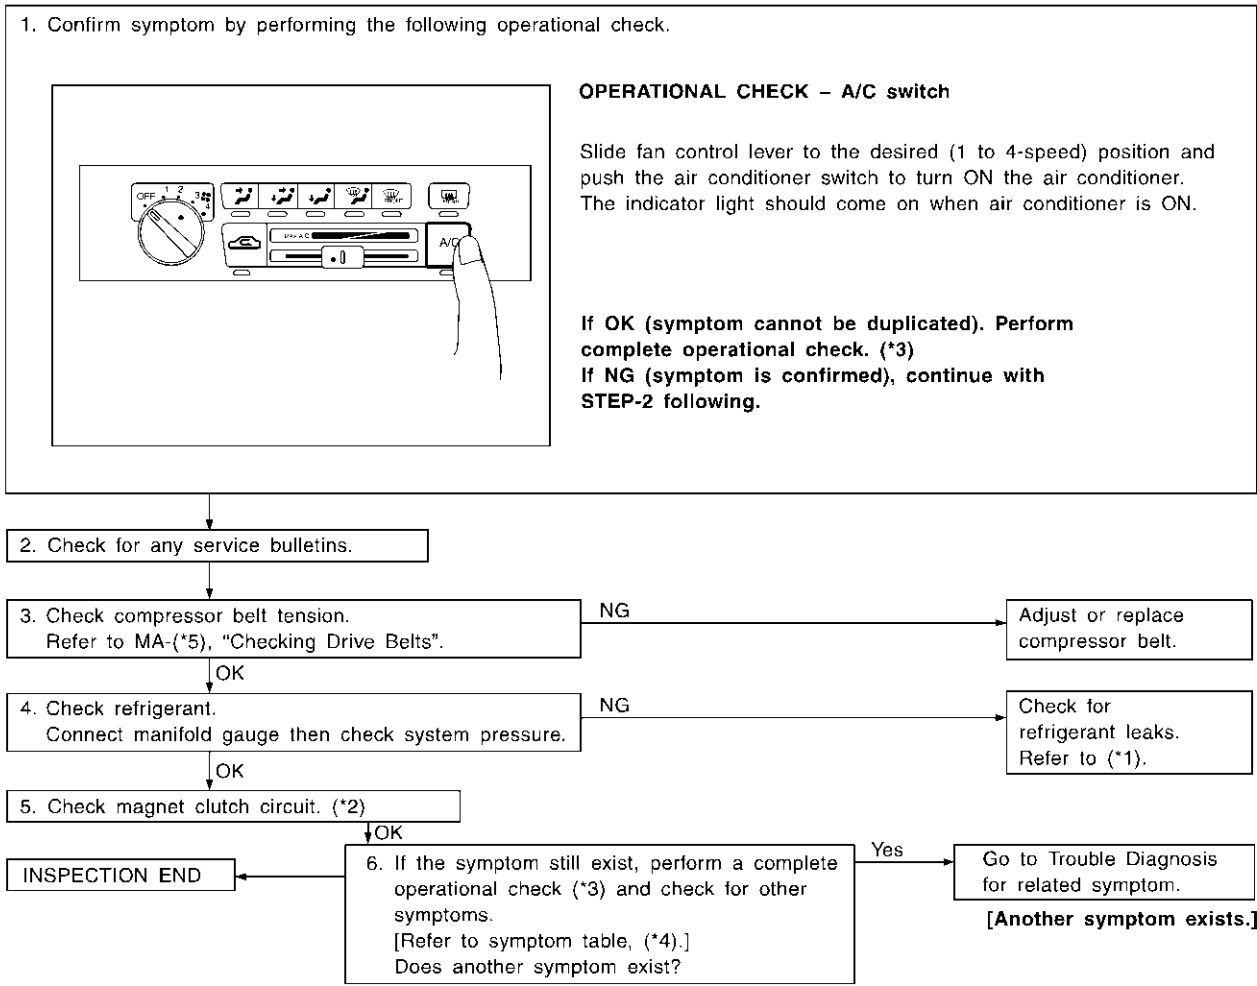 1. Confirm symptom by performing the following operational check.
OPERATIONAL CHECK – A/C switch
Slide fan control lever to the desired (1 to 4-speed) position and
push the air conditioner switch to turn ON the air conditioner.
The indicator light should come on when air conditioner is ON.
OFF 1 2 3 4
A/C
If OK (symptom cannot be duplicated). Perform
complete operational check. (*3)
If NG (symptom is confirmed), continue with
STEP-2 following.
2. Check for any service bulletins.
3. Check compressor belt tension.
Refer to MA-(*5), “Checking Drive Belts”.
NG
Adjust or replace
compressor belt.
OK
4. Check refrigerant.
Connect manifold gauge then check system pressure.
NG
Check for
refrigerant leaks.
Refer to (*1).
OK
5. Check magnet clutch circuit. (*2)
OK
INSPECTION END
6. If the symptom still exist, perform a complete
operational check (*3) and check for other
symptoms.
[Refer to symptom table, (*4).]
Does another symptom exist?
Yes
Go to Trouble Diagnosis
for related symptom.
[Another symptom exists.]